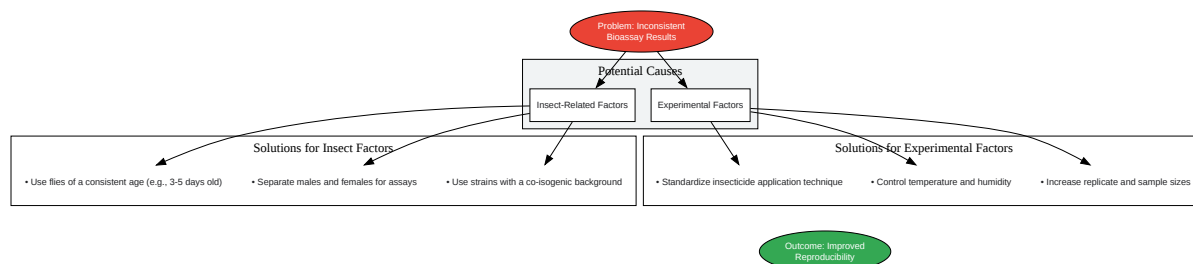 Problem: Inconsistent
Bioassay Results
Potential Causes
Insect-Related Factors
Experimental Factors
Solutions for Insect Factors
Solutions for Experimental Factors
• Use flies of a consistent age (e.g., 3-5 days old)
• Separate males and females for assays
• Use strains with a co-isogenic background
• Standardize insecticide application technique
• Control temperature and humidity
• Increase replicate and sample sizes
Outcome: Improved
Reproducibility